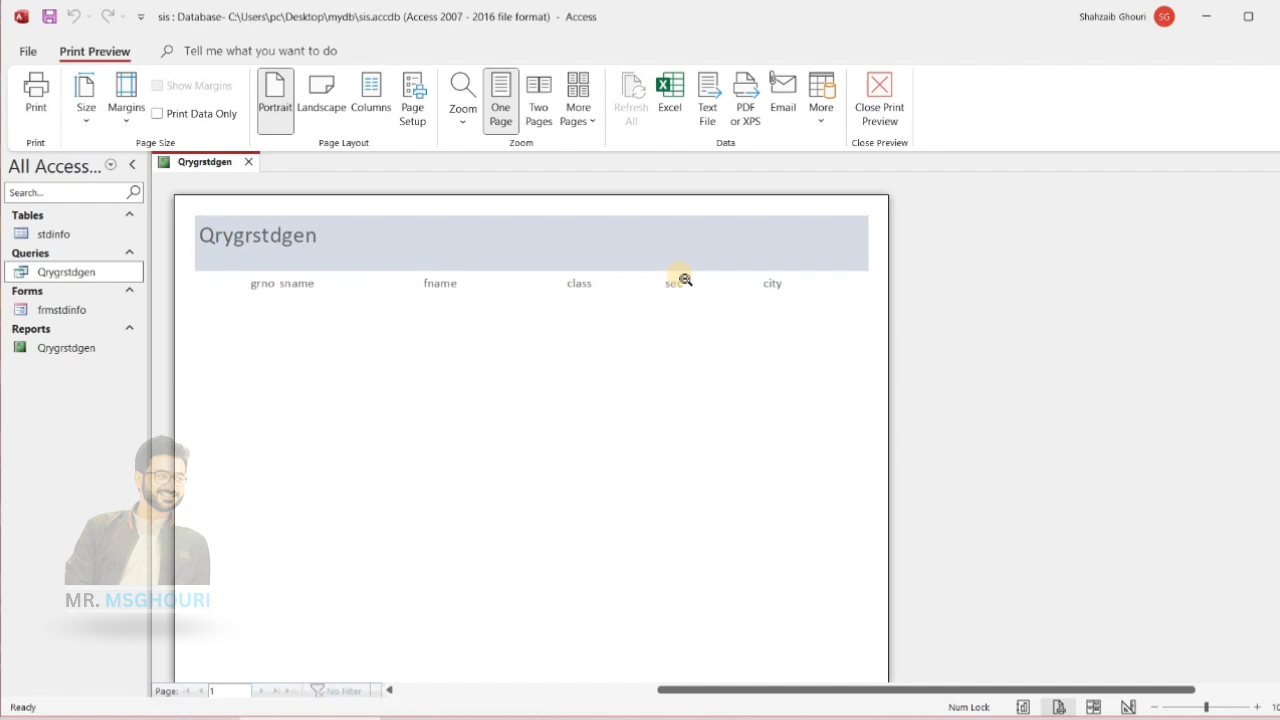 sis : Database- C:\Users\pc\Desktop\mydb\sis.accdb (Access 2007 - 2016 file format) - Access
Shahzaib Ghouri
SG
File
Print Preview
Tell me what you want to do
Print
Size
Margins
Show Margins
Print Data Only
Portrait
Landscape
Columns
Page Setup
Zoom
One Page
Two Pages
More Pages
Refresh All
Excel
Text File
PDF or XPS
Email
More
Close Print Preview
Print
Page Size
Page Layout
Zoom
Data
Close Preview
All Access...
Search...
Tables
stdinfo
Queries
Qrygrstdgen
Forms
frmstdinfo
Reports
Qrygrstdgen
Qrygrstdgen
Qrygrstdgen
grno sname fname class sec city
MR. MSGHOURI
Page: 1
No Filter
Ready
Num Lock
10